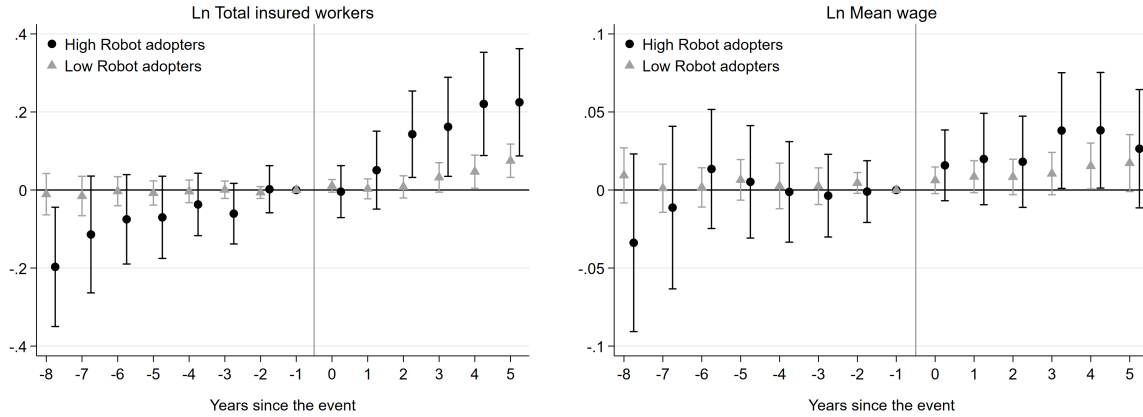 Ln Total insured workers
High Robot adopters
Low Robot adopters
.4
.2
0
-.2
-.4
-8 -7 -6 -5 -4 -3 -2 -1 0 1 2 3 4 5
Years since the event
Ln Mean wage
High Robot adopters
Low Robot adopters
.1
.05
0
-.05
-.1
-8 -7 -6 -5 -4 -3 -2 -1 0 1 2 3 4 5
Years since the event